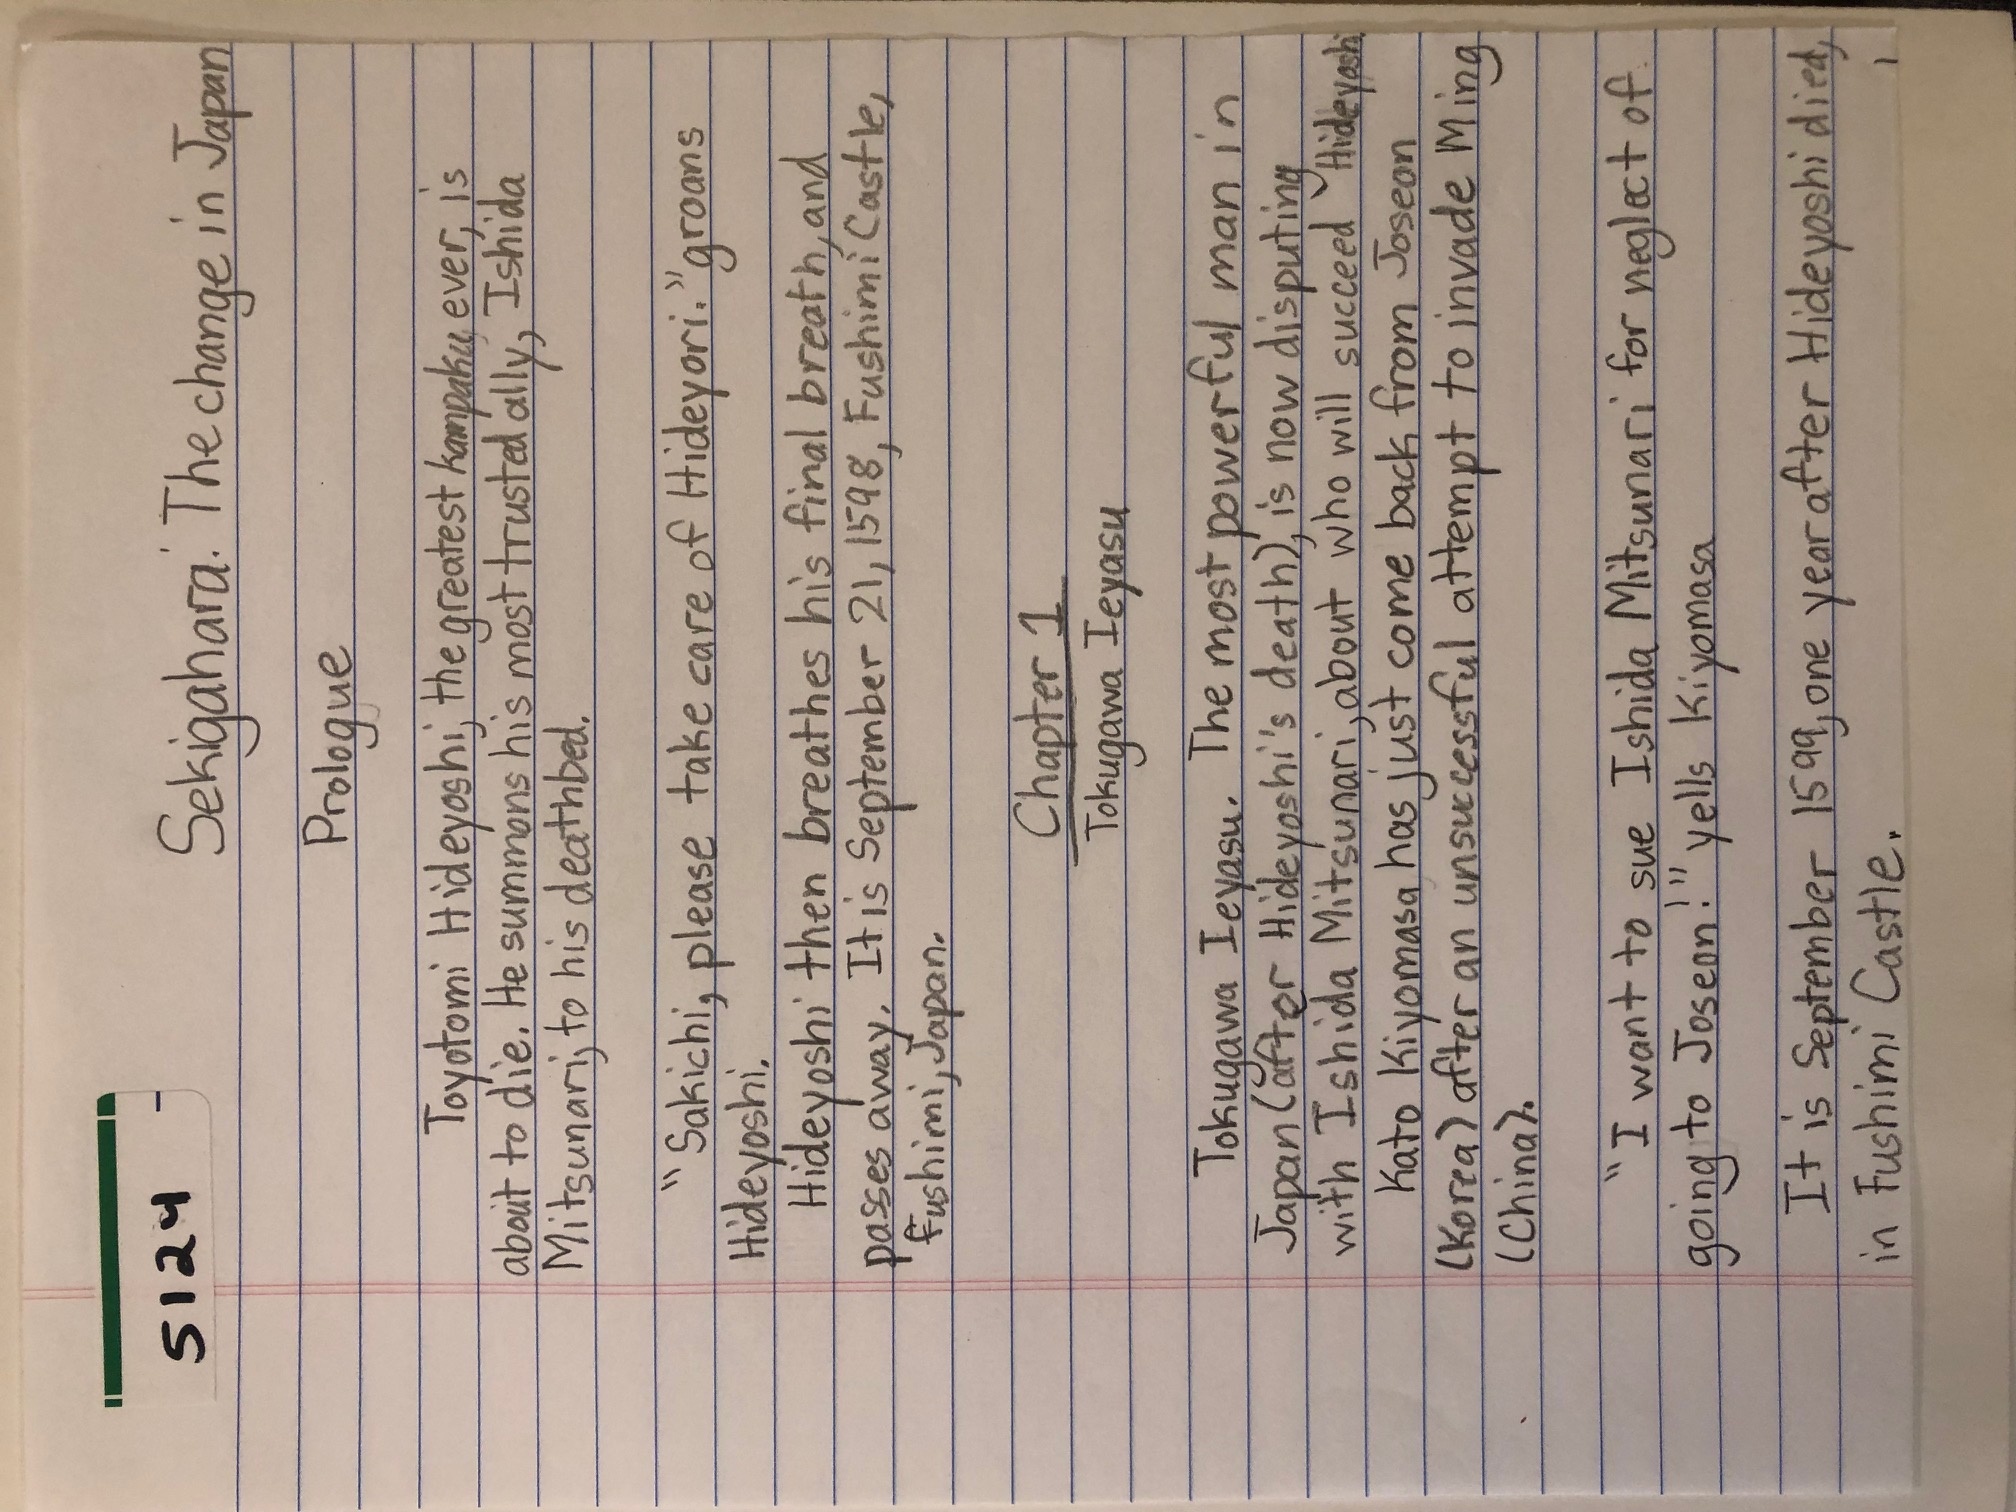 5124
Sekigahara: The change in Japan
Prologue
Toyotomi Hideyoshi, the greatest kampaku ever, is
about to die. He summons his most trusted ally, Ishida
Mitsunari, to his deathbed.
"Sakichi, please take care of Hideyori." groans
Hideyoshi.
Hideyoshi then breathes his final breath, and
passes away. It is September 21, 1598, Fushimi Castle,
Fushimi, Japan.
Chapter 1
Tokugawa Ieyasu
Tokugawa Ieyasu. The most powerful man in
Japan (after Hideyoshi's death), is now disputing
with Ishida Mitsunari, about who will succeed Hideyoshi.
Kato Kiyomasa has just come back from Joseon
(Korea) after an unsuccessful attempt to invade Ming
(China).
"I want to sue Ishida Mitsunari for neglect of
going to Joseon!" yells Kiyomasa
It is September 1599, one year after Hideyoshi died,
in Fushimi Castle.
1